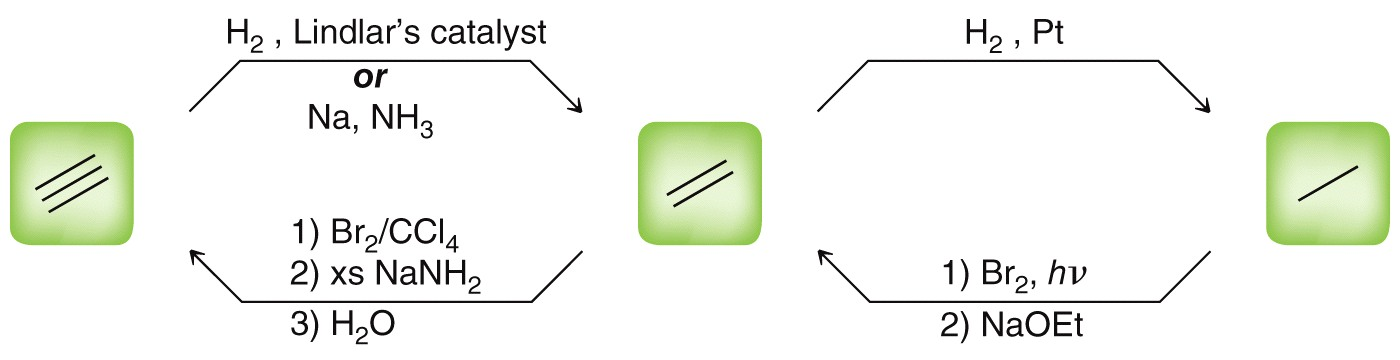 H₂ , Lindlar’s catalyst
or
Na, NH₃
H₂ , Pt
1) Br₂/CCl₄
2) xs NaNH₂
3) H₂O
1) Br₂, hν
2) NaOEt